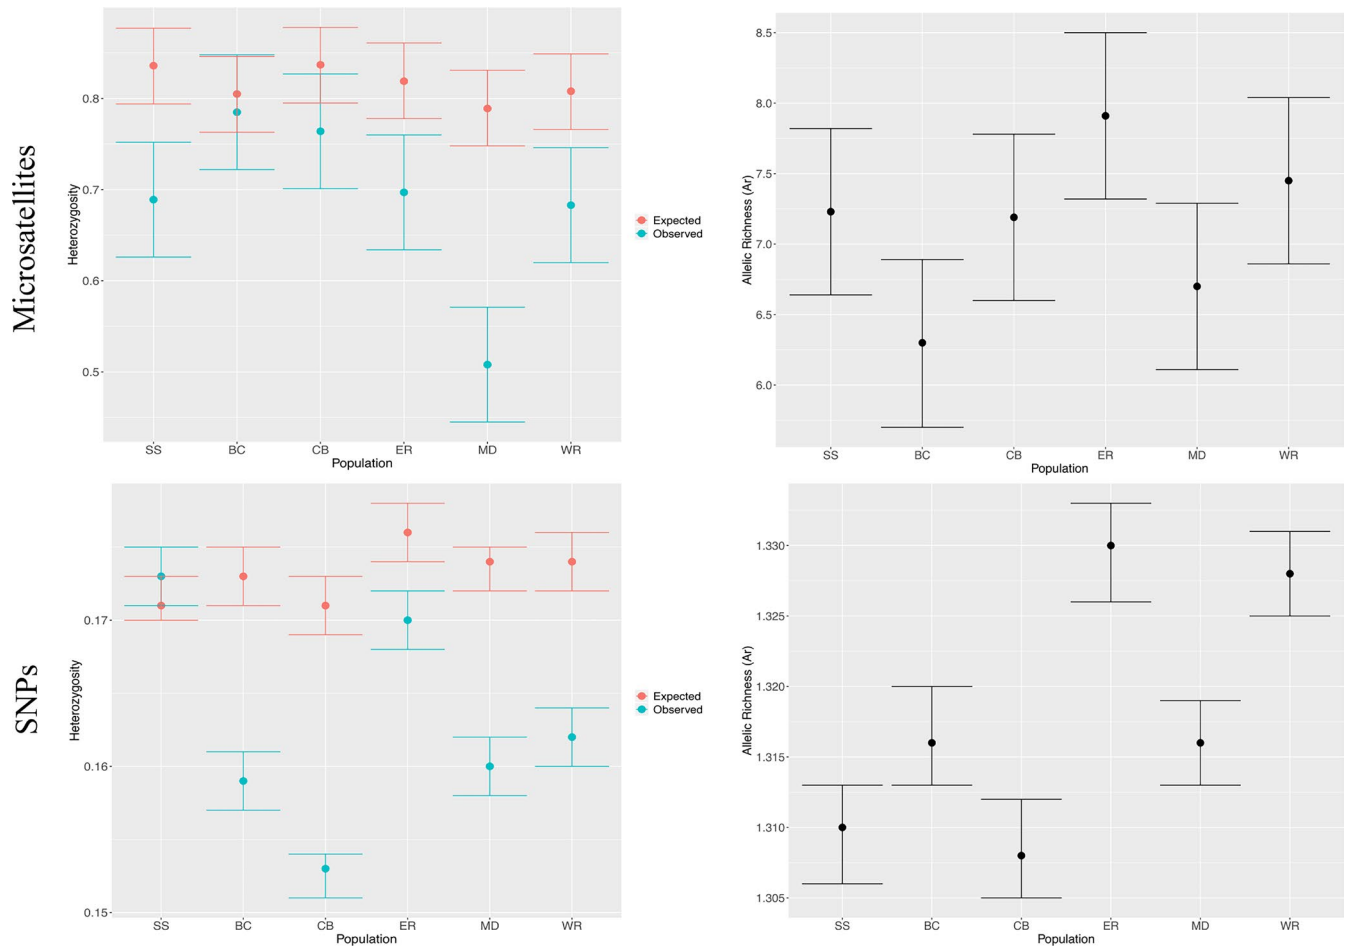 Microsatellites
Heterozygosity
0.8
0.7
0.6
0.5
SS BC CB ER MD WR
Population
Expected
Observed
Allelic Richness (Ar)
8.5
8.0
7.5
7.0
6.5
6.0
SS BC CB ER MD WR
Population
SNPs
Heterozygosity
0.17
0.16
0.15
SS BC CB ER MD WR
Population
Expected
Observed
Allelic Richness (Ar)
1.330
1.325
1.320
1.315
1.310
1.305
SS BC CB ER MD WR
Population